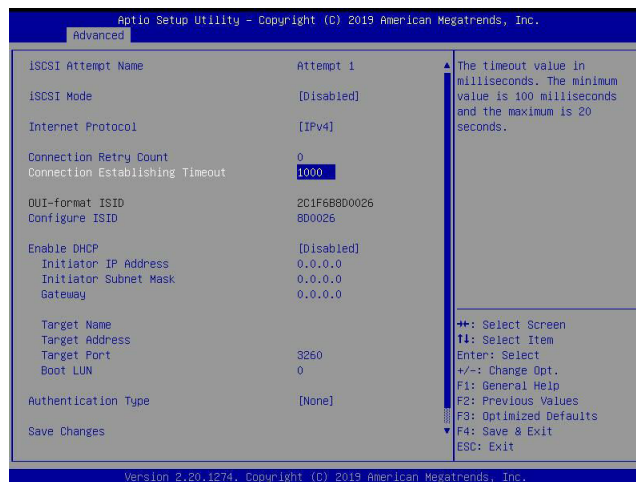 Aptio Setup Utility - Copyright (C) 2019 American Megatrends, Inc.
Advanced
iSCSI Attempt Name Attempt 1
iSCSI Mode [Disabled]
Internet Protocol [IPv4]
Connection Retry Count 0
Connection Establishing Timeout 1000
OUI-format ISID 2C1F6B8D0026
Configure ISID 8D0026
Enable DHCP [Disabled]
Initiator IP Address 0.0.0.0
Initiator Subnet Mask 0.0.0.0
Gateway 0.0.0.0
Target Name
Target Address
Target Port 3260
Boot LUN 0
Authentication Type [None]
Save Changes
The timeout value in
milliseconds. The minimum
value is 100 milliseconds
and the maximum is 20
seconds.
→←: Select Screen
↑↓: Select Item
Enter: Select
+/-: Change Opt.
F1: General Help
F2: Previous Values
F3: Optimized Defaults
F4: Save & Exit
ESC: Exit
Version 2.20.1274. Copyright (C) 2019 American Megatrends, Inc.